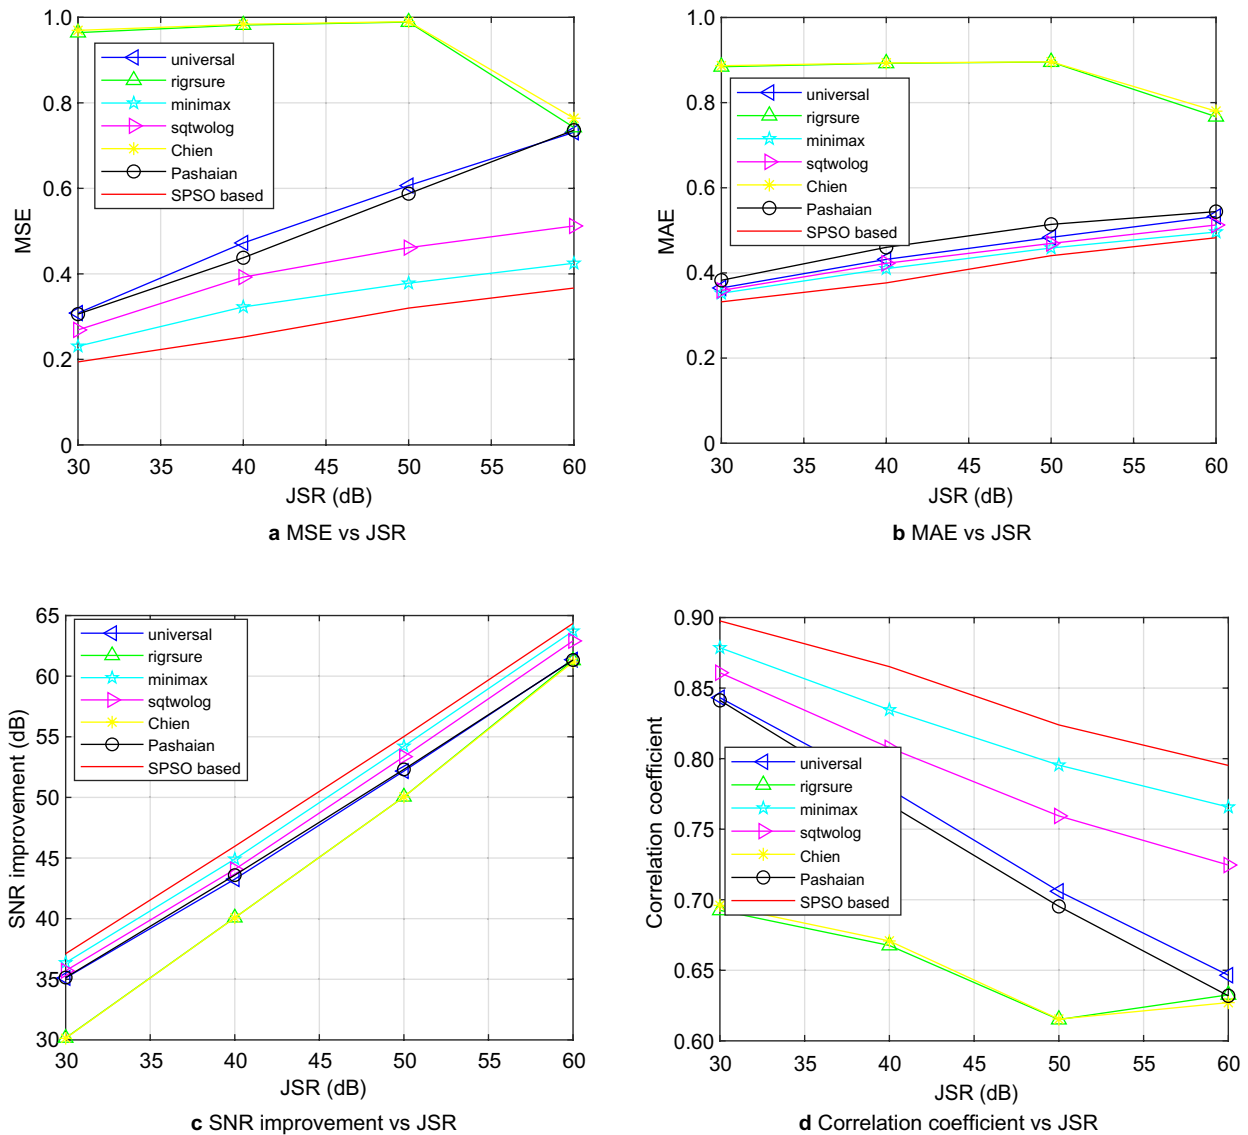 1.0
0.8
0.6
0.4
0.2
0
MSE
universal
rigrsure
minimax
sqtwolog
Chien
Pashaian
SPSO based
30 35 40 45 50 55 60
JSR (dB)
a MSE vs JSR
1.0
0.8
0.6
0.4
0.2
0
MAE
universal
rigrsure
minimax
sqtwolog
Chien
Pashaian
SPSO based
30 35 40 45 50 55 60
JSR (dB)
b MAE vs JSR
65
60
55
50
45
40
35
30
SNR improvement (dB)
universal
rigrsure
minimax
sqtwolog
Chien
Pashaian
SPSO based
30 35 40 45 50 55 60
JSR (dB)
c SNR improvement vs JSR
0.90
0.85
0.80
0.75
0.70
0.65
0.60
Correlation coefficient
universal
rigrsure
minimax
sqtwolog
Chien
Pashaian
SPSO based
30 35 40 45 50 55 60
JSR (dB)
d Correlation coefficient vs JSR